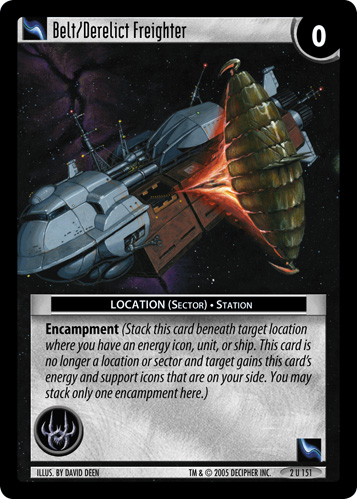 Belt/Derelict Freighter
0
LOCATION (SECTOR) • STATION
Encampment (Stack this card beneath target location
where you have an energy icon, unit, or ship. This card is
no longer a location or sector and target gains this card's
energy and support icons that are on your side. You may
stack only one encampment here.)
ILLUS. BY DAVID DEEN
TM & © 2005 DECIPHER INC.
2 U 151